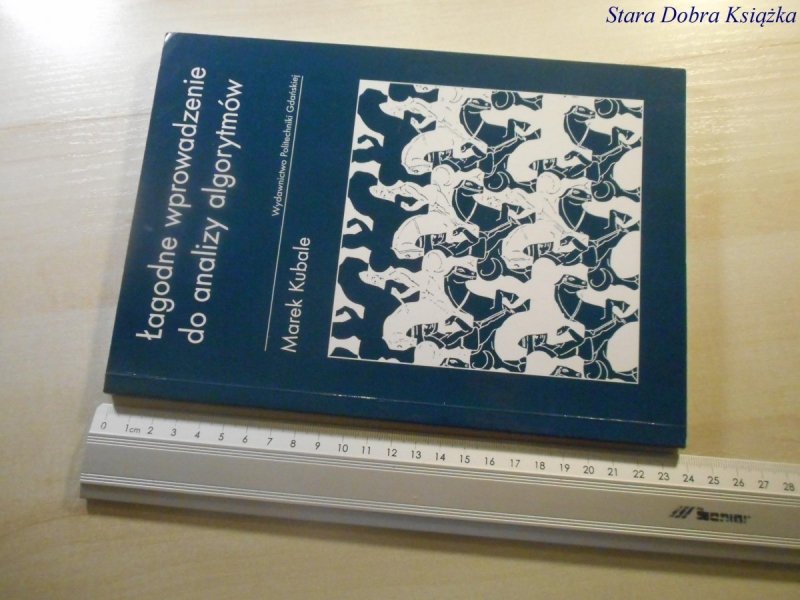 Stara Dobra Książka
Łagodne wprowadzenie
do analizy algorytmów
Wydawnictwo Politechniki Gdańskiej
Marek Kubale
0 1cm 2 3 4 5 6 7 8 9 10 11 12 13 14 15 16 17 18 19 20 21 22 23 24 25 26 27 28